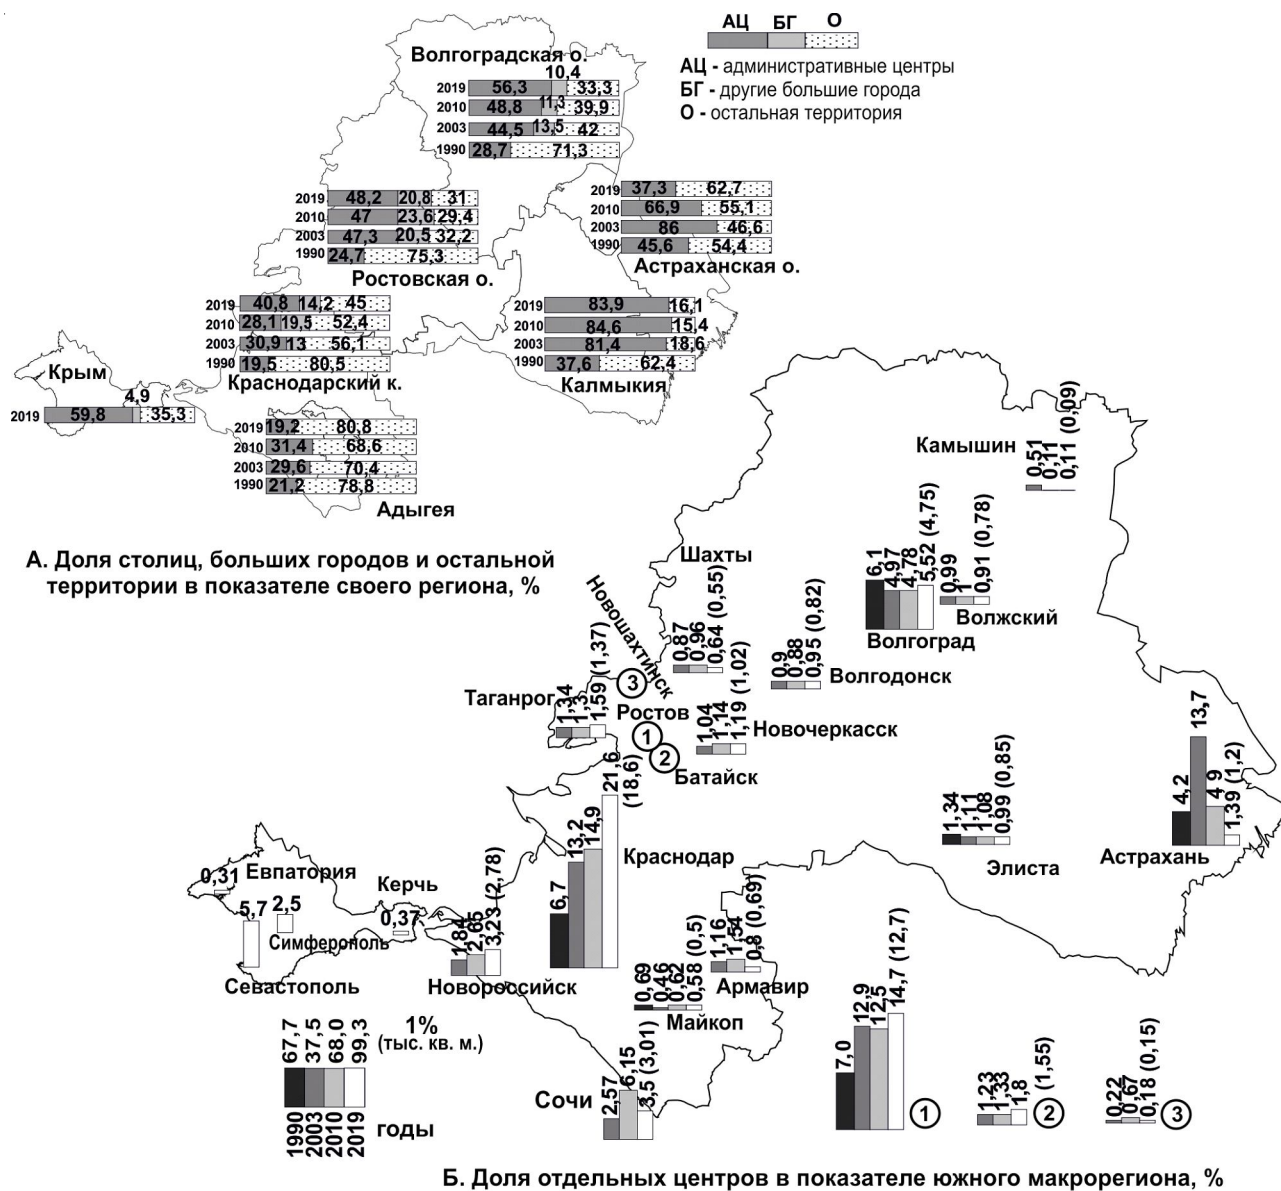 АЦ БГ О
АЦ - административные центры
БГ - другие большие города
О - остальная территория
Волгоградская о.
10,4
2019 56,3 33,3
2010 48,8 11,3 39,9
2003 44,5 13,5 42
1990 28,7 71,3
2019 48,2 20,8 31
2010 47 23,6 29,4
2003 47,3 20,5 32,2
1990 24,7 75,3
Ростовская о.
2019 37,3 62,7
2010 66,9 55,1
2003 86 46,6
1990 45,6 54,4
Астраханская о.
2019 40,8 14,2 45
2010 28,1 19,5 52,4
2003 30,9 13 56,1
1990 19,5 80,5
Краснодарский к.
2019 83,9 16,1
2010 84,6 15,4
2003 81,4 18,6
1990 37,6 62,4
Калмыкия
Крым
4,9
2019 59,8 35,3
2019 19,2 80,8
2010 31,4 68,6
2003 29,6 70,4
1990 21,2 78,8
Адыгея
А. Доля столиц, больших городов и остальной
территории в показателе своего региона, %
Камышин
0,51
0,11
0,11 (0,09)
6,1
4,97
4,78
5,52 (4,75)
Волгоград
0,99
1
0,91 (0,78)
Волжский
Шахты
0,87
0,96
0,64 (0,55)
0,9
0,88
0,95 (0,82)
Волгодонск
Новошахтинск
3
Таганрог
1,34
1,3
1,59 (1,37)
Ростов
1
2
Батайск
1,04
1,14
1,19 (1,02)
Новочеркасск
6,7
13,2
14,9
21,6
(18,6)
Краснодар
1,34
1,11
1,08
0,99 (0,85)
Элиста
4,2
13,7
4,9
1,39 (1,2)
Астрахань
0,31
Евпатория
5,7
Севастополь
2,5
Симферополь
Керчь
0,37
1,84
2,65
3,23 (2,78)
Новороссийск
1,16
1,54
0,8 (0,69)
Армавир
0,69
0,46
0,62
0,58 (0,5)
Майкоп
Сочи
2,57
6,15
3,5 (3,01)
67,7
37,5
68,0
99,3
1%
(тыс. кв. м.)
1990
2003
2010
2019
годы
7,0
12,9
12,5
14,7 (12,7)
1
1,23
1,33
1,8 (1,55)
2
0,22
0,67
0,18 (0,15)
3
Б. Доля отдельных центров в показателе южного макрорегиона, %